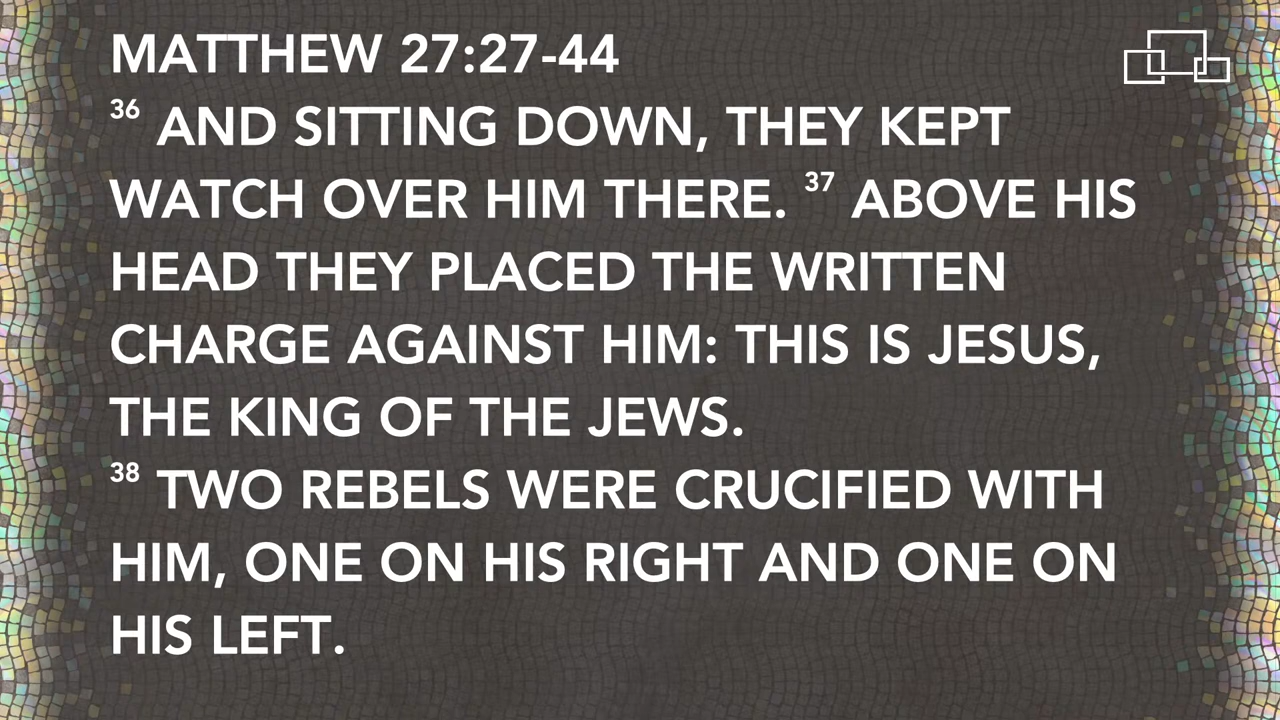 MATTHEW 27:27-44
36 AND SITTING DOWN, THEY KEPT
WATCH OVER HIM THERE. 37 ABOVE HIS
HEAD THEY PLACED THE WRITTEN
CHARGE AGAINST HIM: THIS IS JESUS,
THE KING OF THE JEWS.
38 TWO REBELS WERE CRUCIFIED WITH
HIM, ONE ON HIS RIGHT AND ONE ON
HIS LEFT.